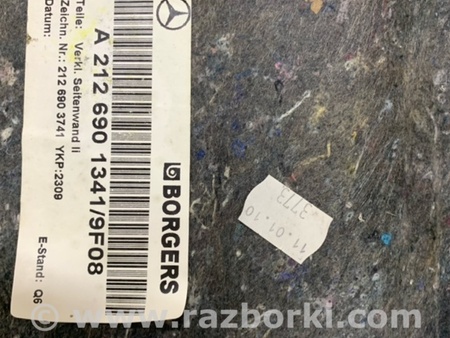 BORGERS
A 212 690 1341/9F08
Teile: Verkl. Seitenwand li
Zeichn. Nr.: 212 690 3741 YKP:2309
Datum:
E-Stand: Q6
11.01.10
3773
www.razborki.com